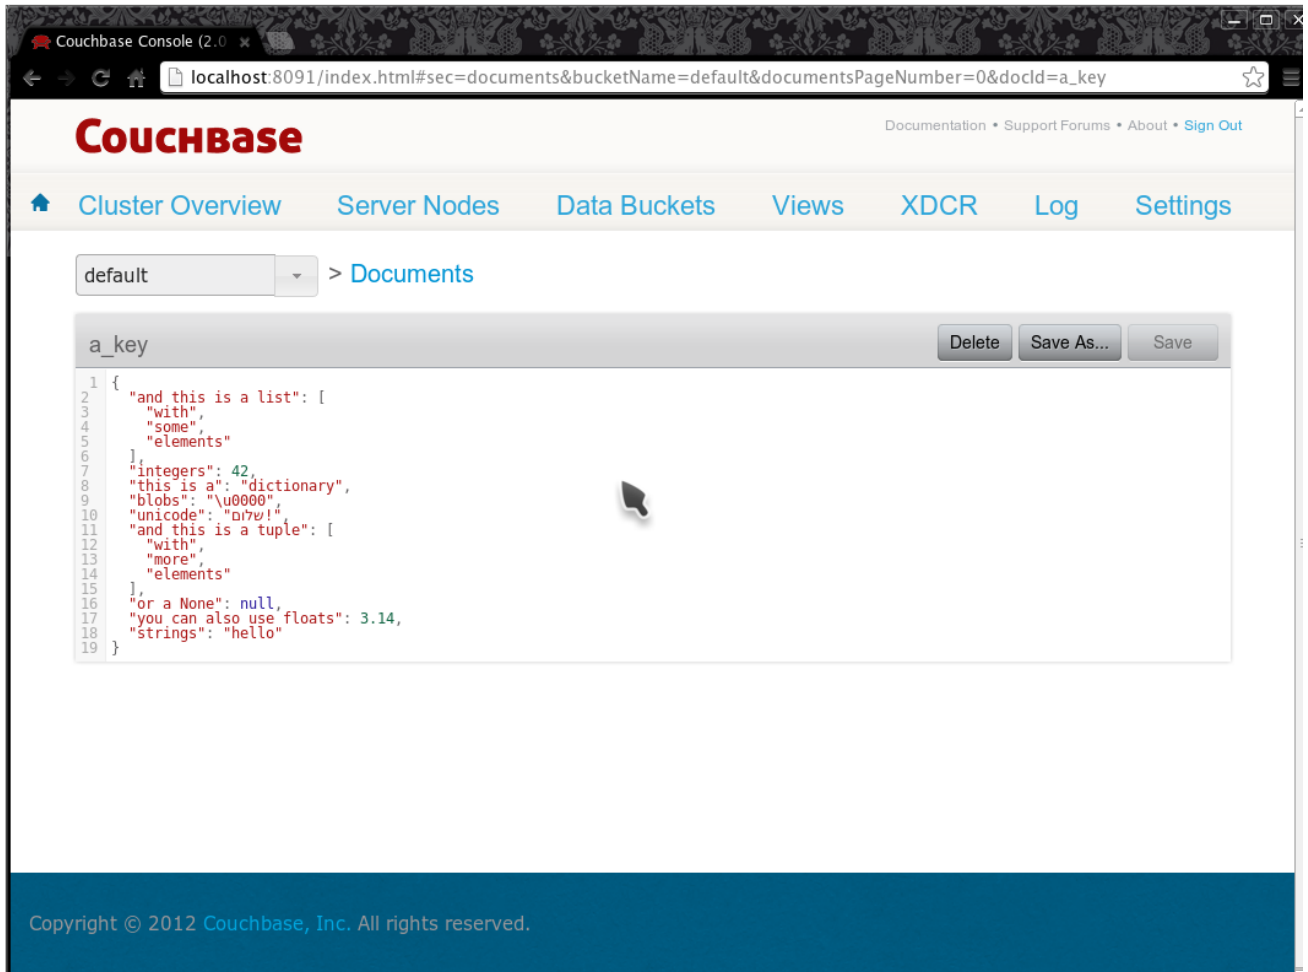 Couchbase Console (2.0
localhost:8091/index.html#sec=documents&bucketName=default&documentsPageNumber=0&docId=a_key
COUCHBASE
Documentation • Support Forums • About • Sign Out
Cluster Overview Server Nodes Data Buckets Views XDCR Log Settings
default > Documents
a_key Delete Save As... Save
1 {
2 "and this is a list": [
3 "with",
4 "some",
5 "elements"
6 ],
7 "integers": 42,
8 "this is a": "dictionary",
9 "blobs": "\u0000",
10 "unicode": "שלום!",
11 "and this is a tuple": [
12 "with",
13 "more",
14 "elements"
15 ],
16 "or a None": null,
17 "you can also use floats": 3.14,
18 "strings": "hello"
19 }
Copyright © 2012 Couchbase, Inc. All rights reserved.